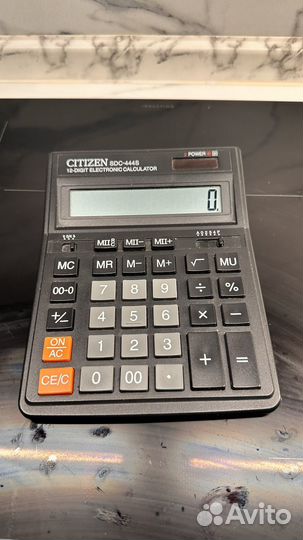 CITIZEN SDC-444S
12-DIGIT ELECTRONIC CALCULATOR
2 POWER
0.
MII MII- MII+
MC MR M- M+ √ MU
00→0 7 8 9 ÷ %
+/- 4 5 6 × −
ON/AC 1 2 3 + =
CE/C 0 00 •
Avito